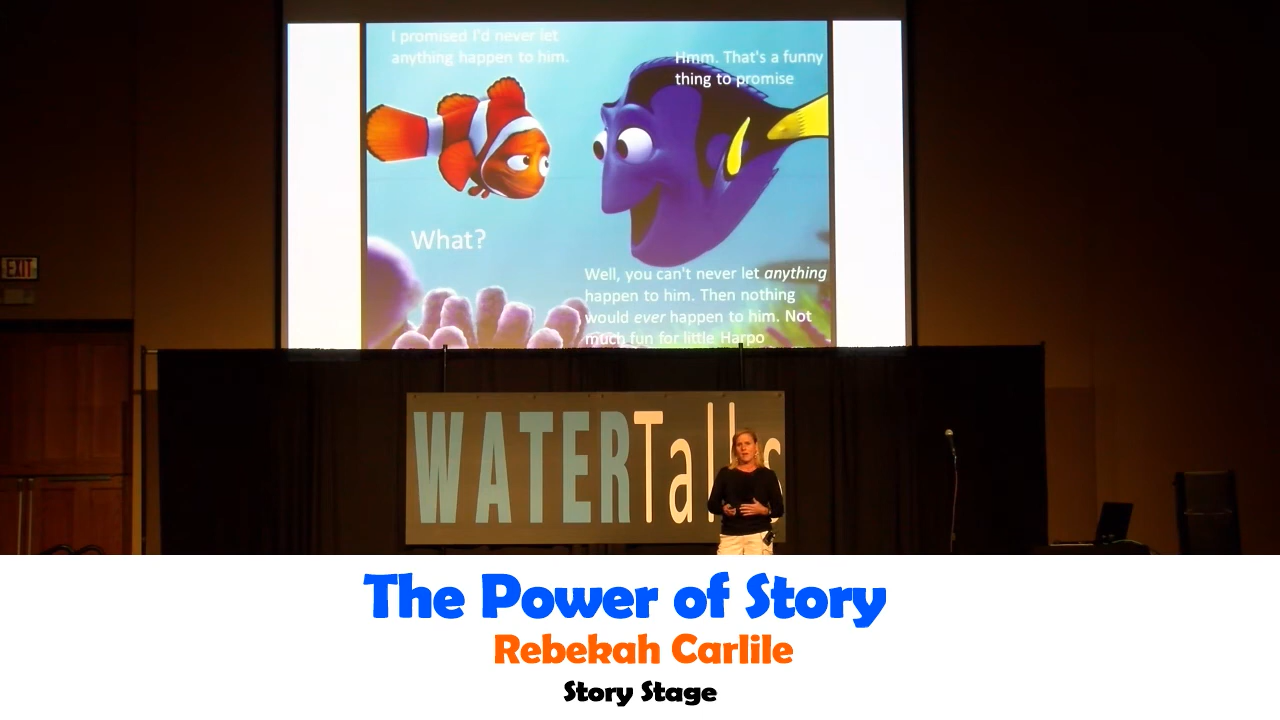 I promised I'd never let
anything happen to him.
Hmm. That's a funny
thing to promise
What?
Well, you can't never let anything
happen to him. Then nothing
would ever happen to him. Not
much fun for little Harpo
EXIT
WATERTalks
The Power of Story
Rebekah Carlile
Story Stage